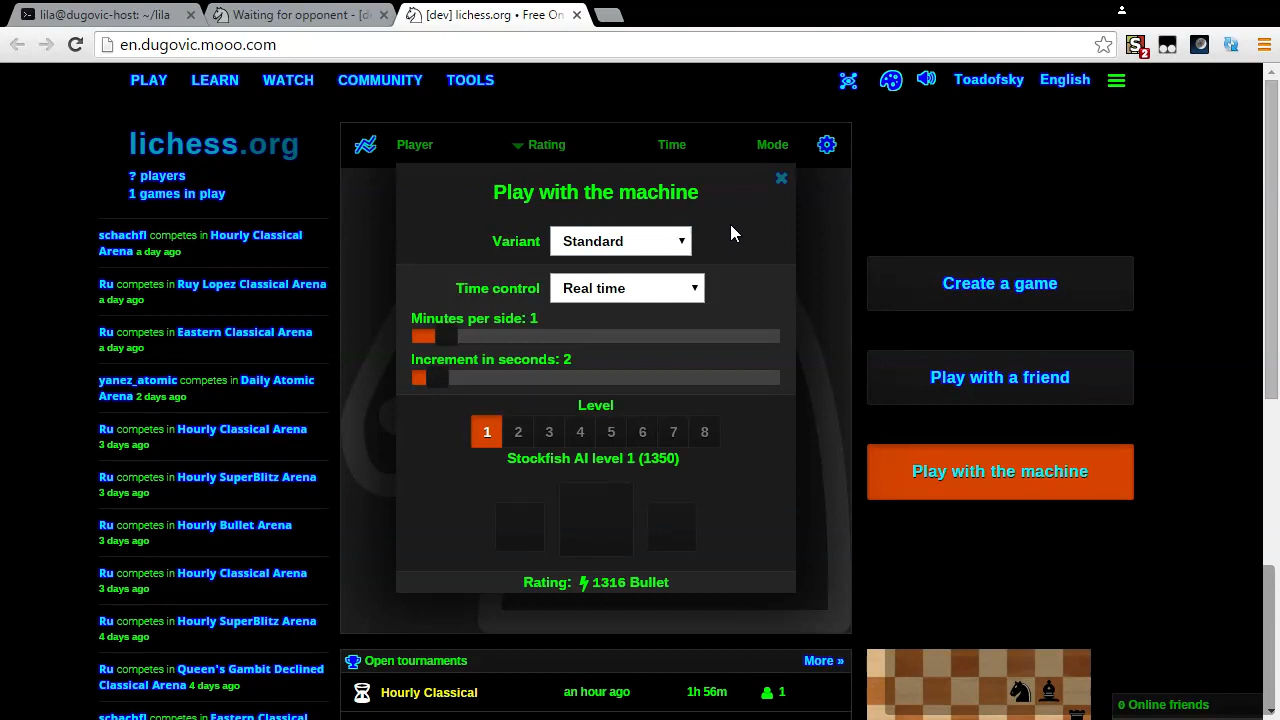 lila@dugovic-host: ~/lila
Waiting for opponent - [de
[dev] lichess.org • Free On
en.dugovic.mooo.com
2
PLAY LEARN WATCH COMMUNITY TOOLS
Toadofsky English
lichess.org
? players
1 games in play
schachfl competes in Hourly Classical
Arena a day ago
Ru competes in Ruy Lopez Classical Arena
a day ago
Ru competes in Eastern Classical Arena
a day ago
yanez_atomic competes in Daily Atomic
Arena 2 days ago
Ru competes in Hourly Classical Arena
3 days ago
Ru competes in Hourly SuperBlitz Arena
3 days ago
Ru competes in Hourly Bullet Arena
3 days ago
Ru competes in Hourly Classical Arena
3 days ago
Ru competes in Hourly SuperBlitz Arena
4 days ago
Ru competes in Queen's Gambit Declined
Classical Arena 4 days ago
schachfl competes in Eastern Classical
Player Rating Time Mode
Play with the machine
Variant Standard
Time control Real time
Minutes per side: 1
Increment in seconds: 2
Level
1 2 3 4 5 6 7 8
Stockfish AI level 1 (1350)
Rating: 1316 Bullet
Open tournaments More »
Hourly Classical an hour ago 1h 56m 1
Create a game
Play with a friend
Play with the machine
0 Online friends